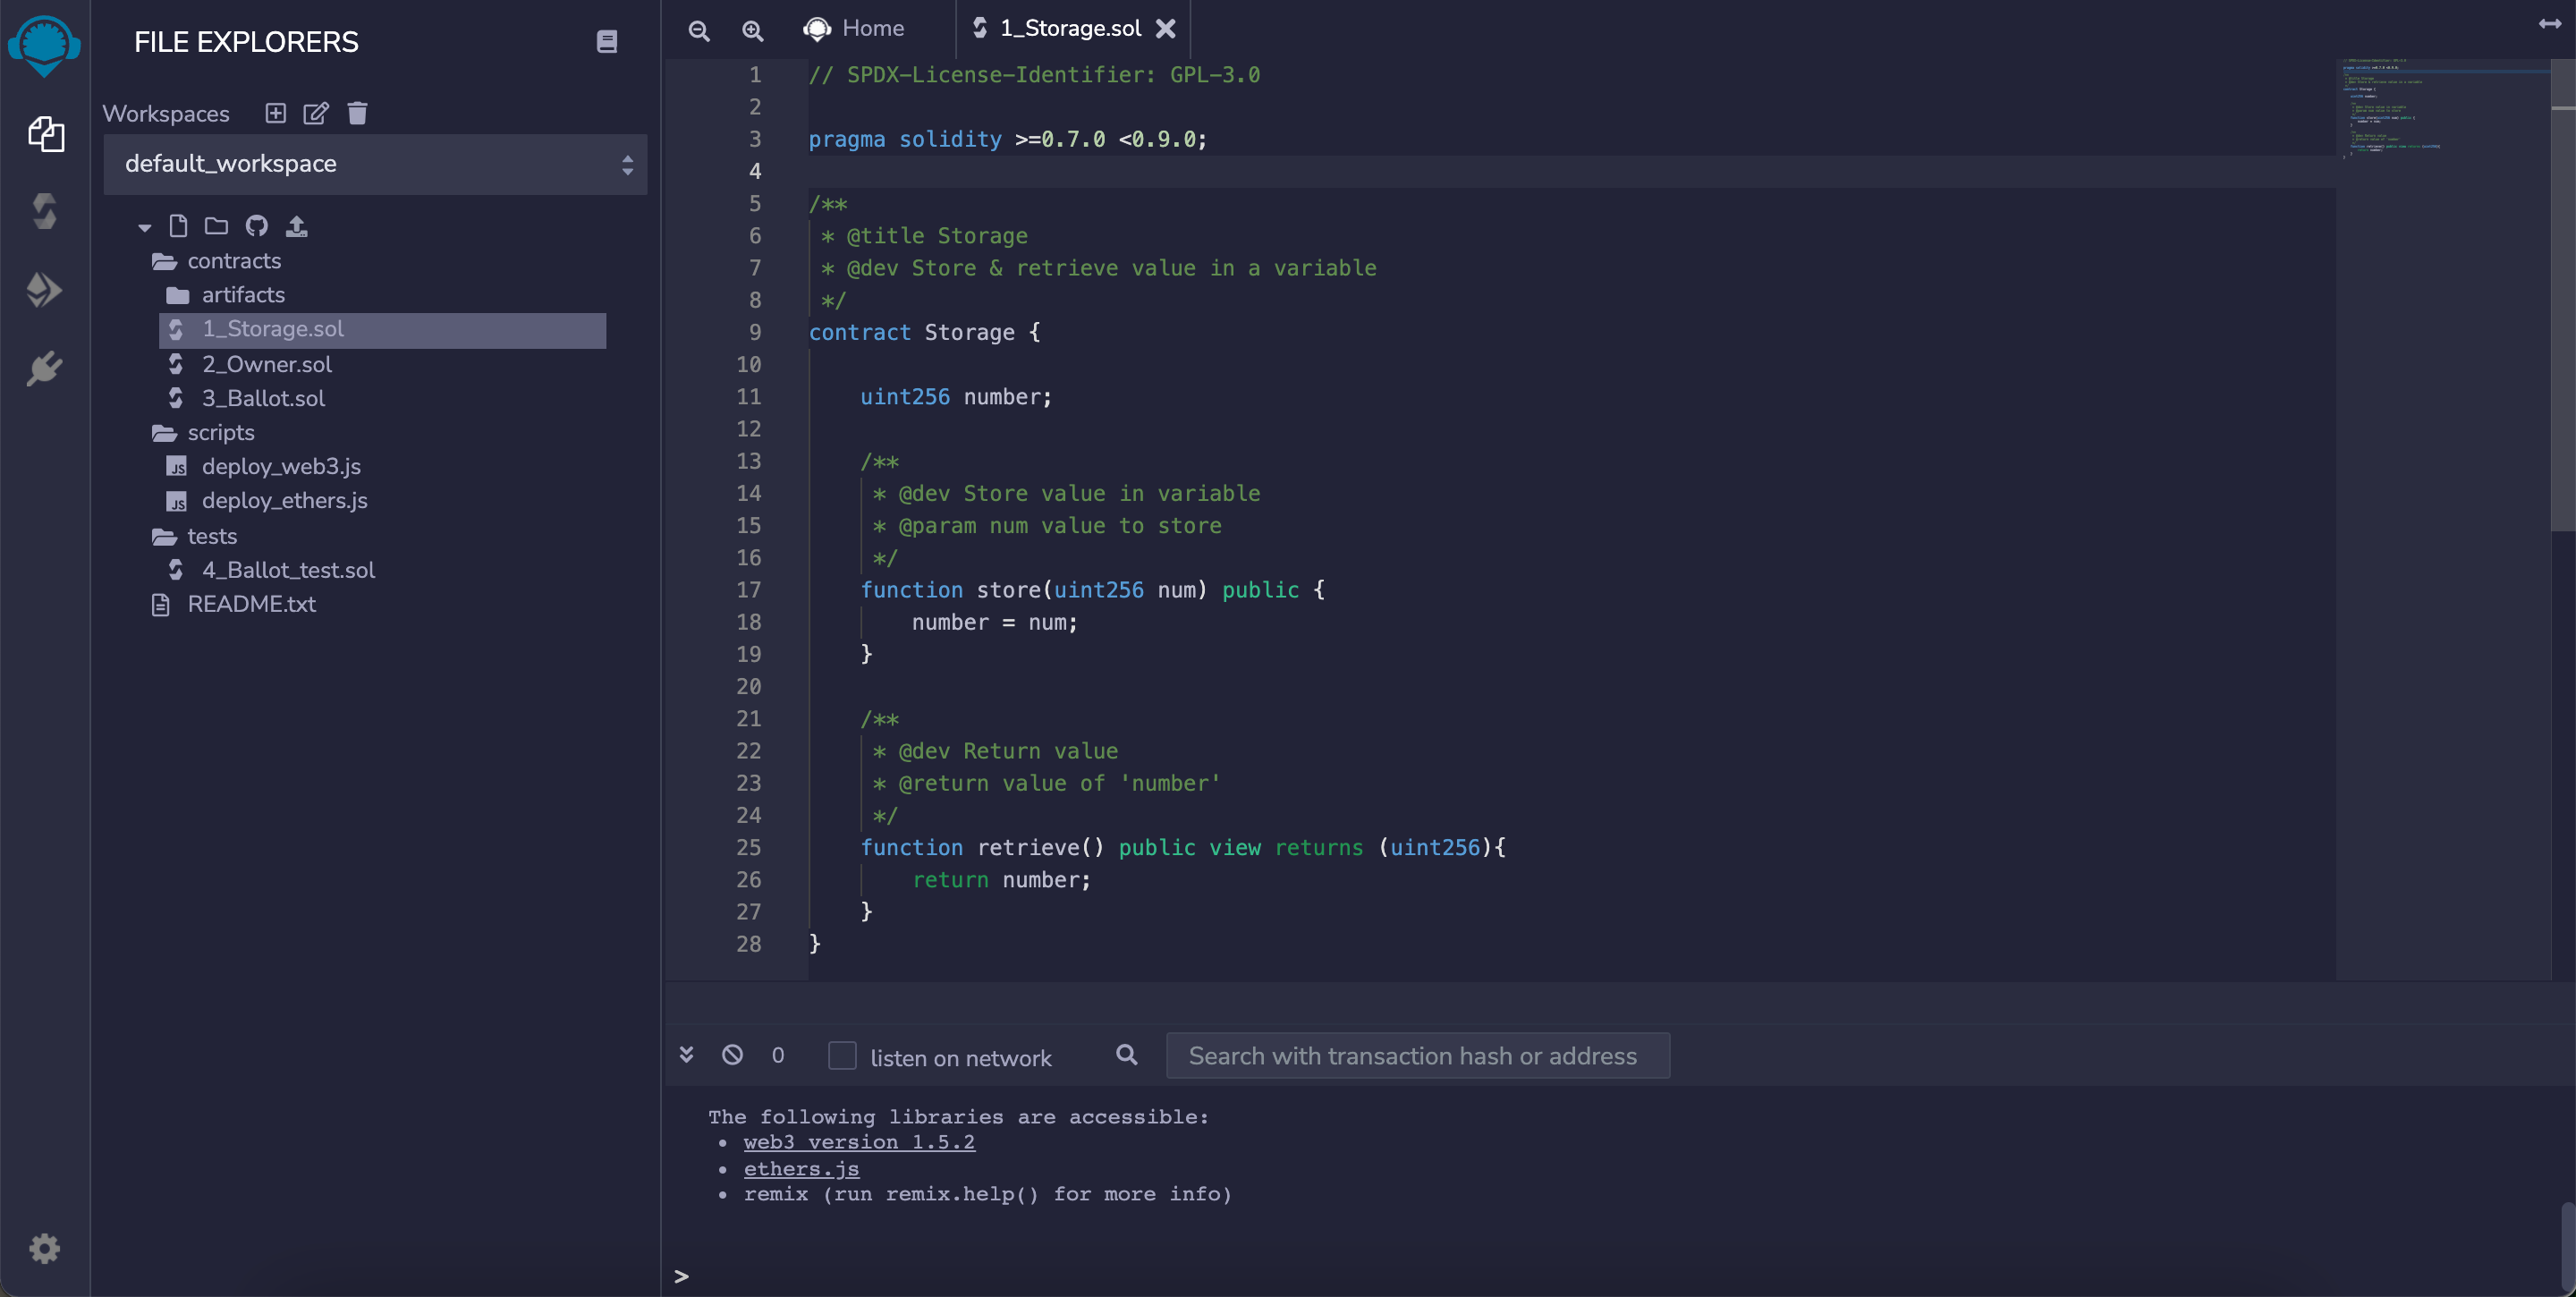 FILE EXPLORERS
Workspaces
default_workspace
contracts
artifacts
1_Storage.sol
2_Owner.sol
3_Ballot.sol
scripts
JS deploy_web3.js
JS deploy_ethers.js
tests
4_Ballot_test.sol
README.txt
Home
1_Storage.sol
1 // SPDX-License-Identifier: GPL-3.0
2
3 pragma solidity >=0.7.0 <0.9.0;
4
5 /**
6  * @title Storage
7  * @dev Store & retrieve value in a variable
8  */
9 contract Storage {
10
11     uint256 number;
12
13     /**
14      * @dev Store value in variable
15      * @param num value to store
16      */
17     function store(uint256 num) public {
18         number = num;
19     }
20
21     /**
22      * @dev Return value
23      * @return value of 'number'
24      */
25     function retrieve() public view returns (uint256){
26         return number;
27     }
28 }
0 listen on network Search with transaction hash or address
The following libraries are accessible:
• web3 version 1.5.2
• ethers.js
• remix (run remix.help() for more info)
>